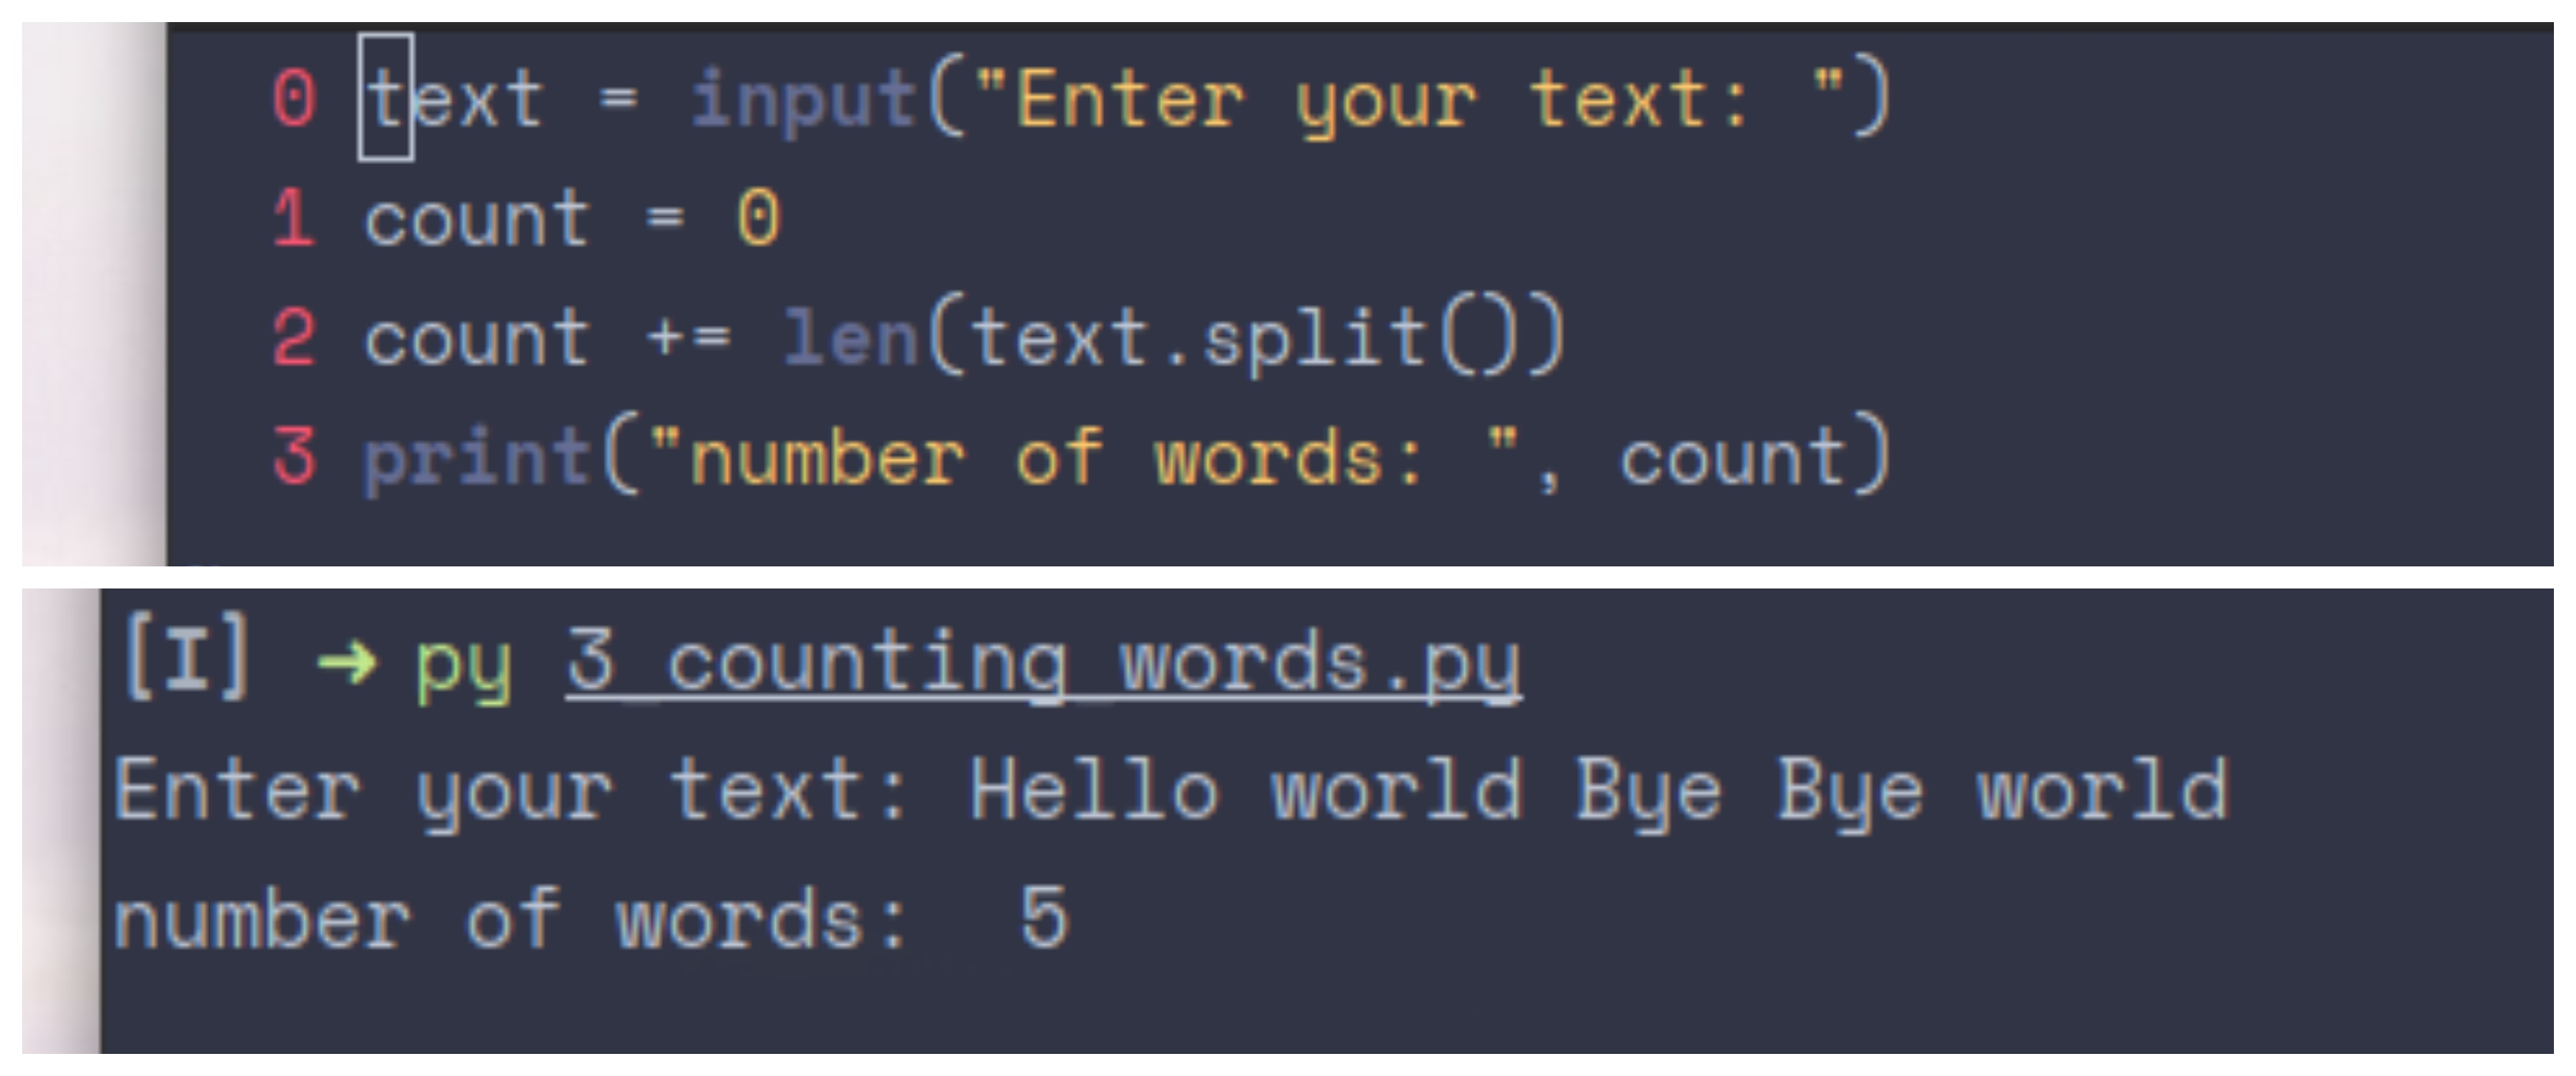 0 text = input("Enter your text: ")
1 count = 0
2 count += len(text.split())
3 print("number of words: ", count)
[I] ➜ py 3_counting_words.py
Enter your text: Hello world Bye Bye world
number of words:  5